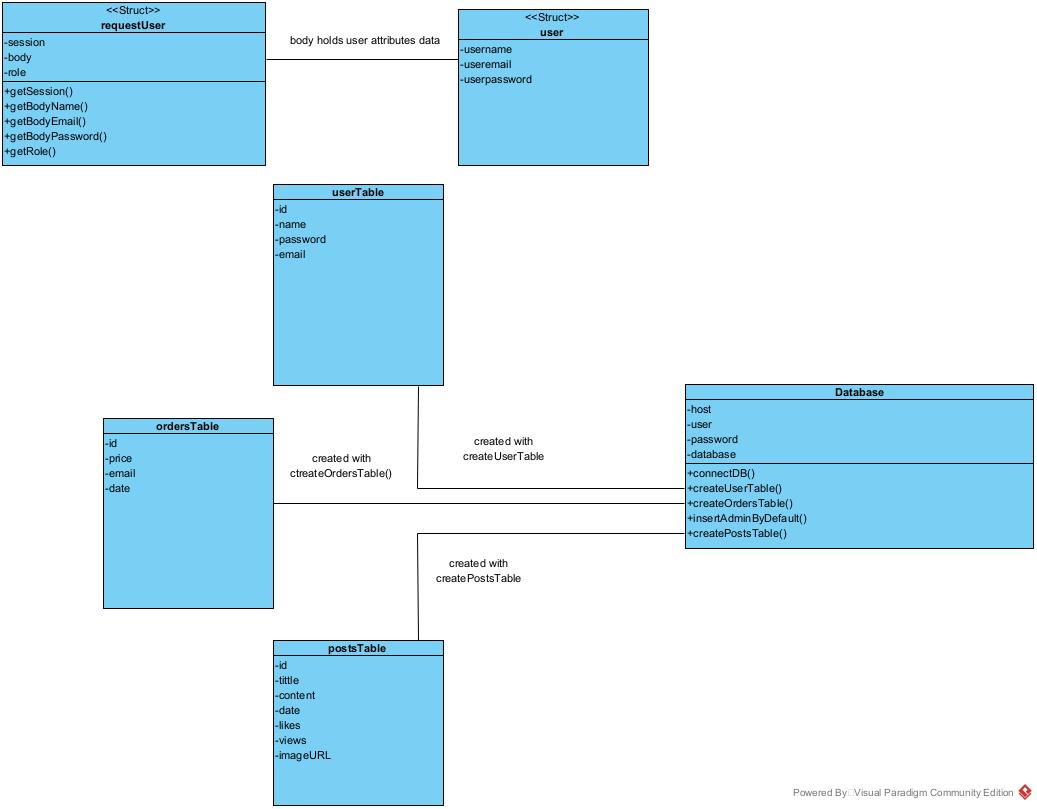 <<Struct>>
requestUser
-session
-body
-role
+getSession()
+getBodyName()
+getBodyEmail()
+getBodyPassword()
+getRole()
body holds user attributes data
<<Struct>>
user
-username
-useremail
-userpassword
userTable
-id
-name
-password
-email
ordersTable
-id
-price
-email
-date
created with
ctreateOrdersTable()
created with
createUserTable
Database
-host
-user
-password
-database
+connectDB()
+createUserTable()
+createOrdersTable()
+insertAdminByDefault()
+createPostsTable()
created with
createPostsTable
postsTable
-id
-tittle
-content
-date
-likes
-views
-imageURL
Powered By Visual Paradigm Community Edition